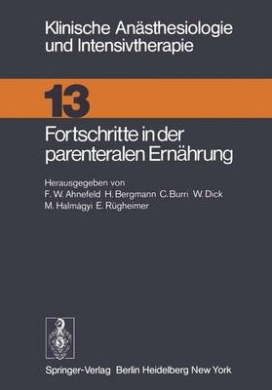 Klinische Anästhesiologie
und Intensivtherapie
13
Fortschritte in der
parenteralen Ernährung
Herausgegeben von
F. W. Ahnefeld H. Bergmann C. Burri W. Dick
M. Halmágyi E. Rügheimer
Springer-Verlag Berlin Heidelberg New York